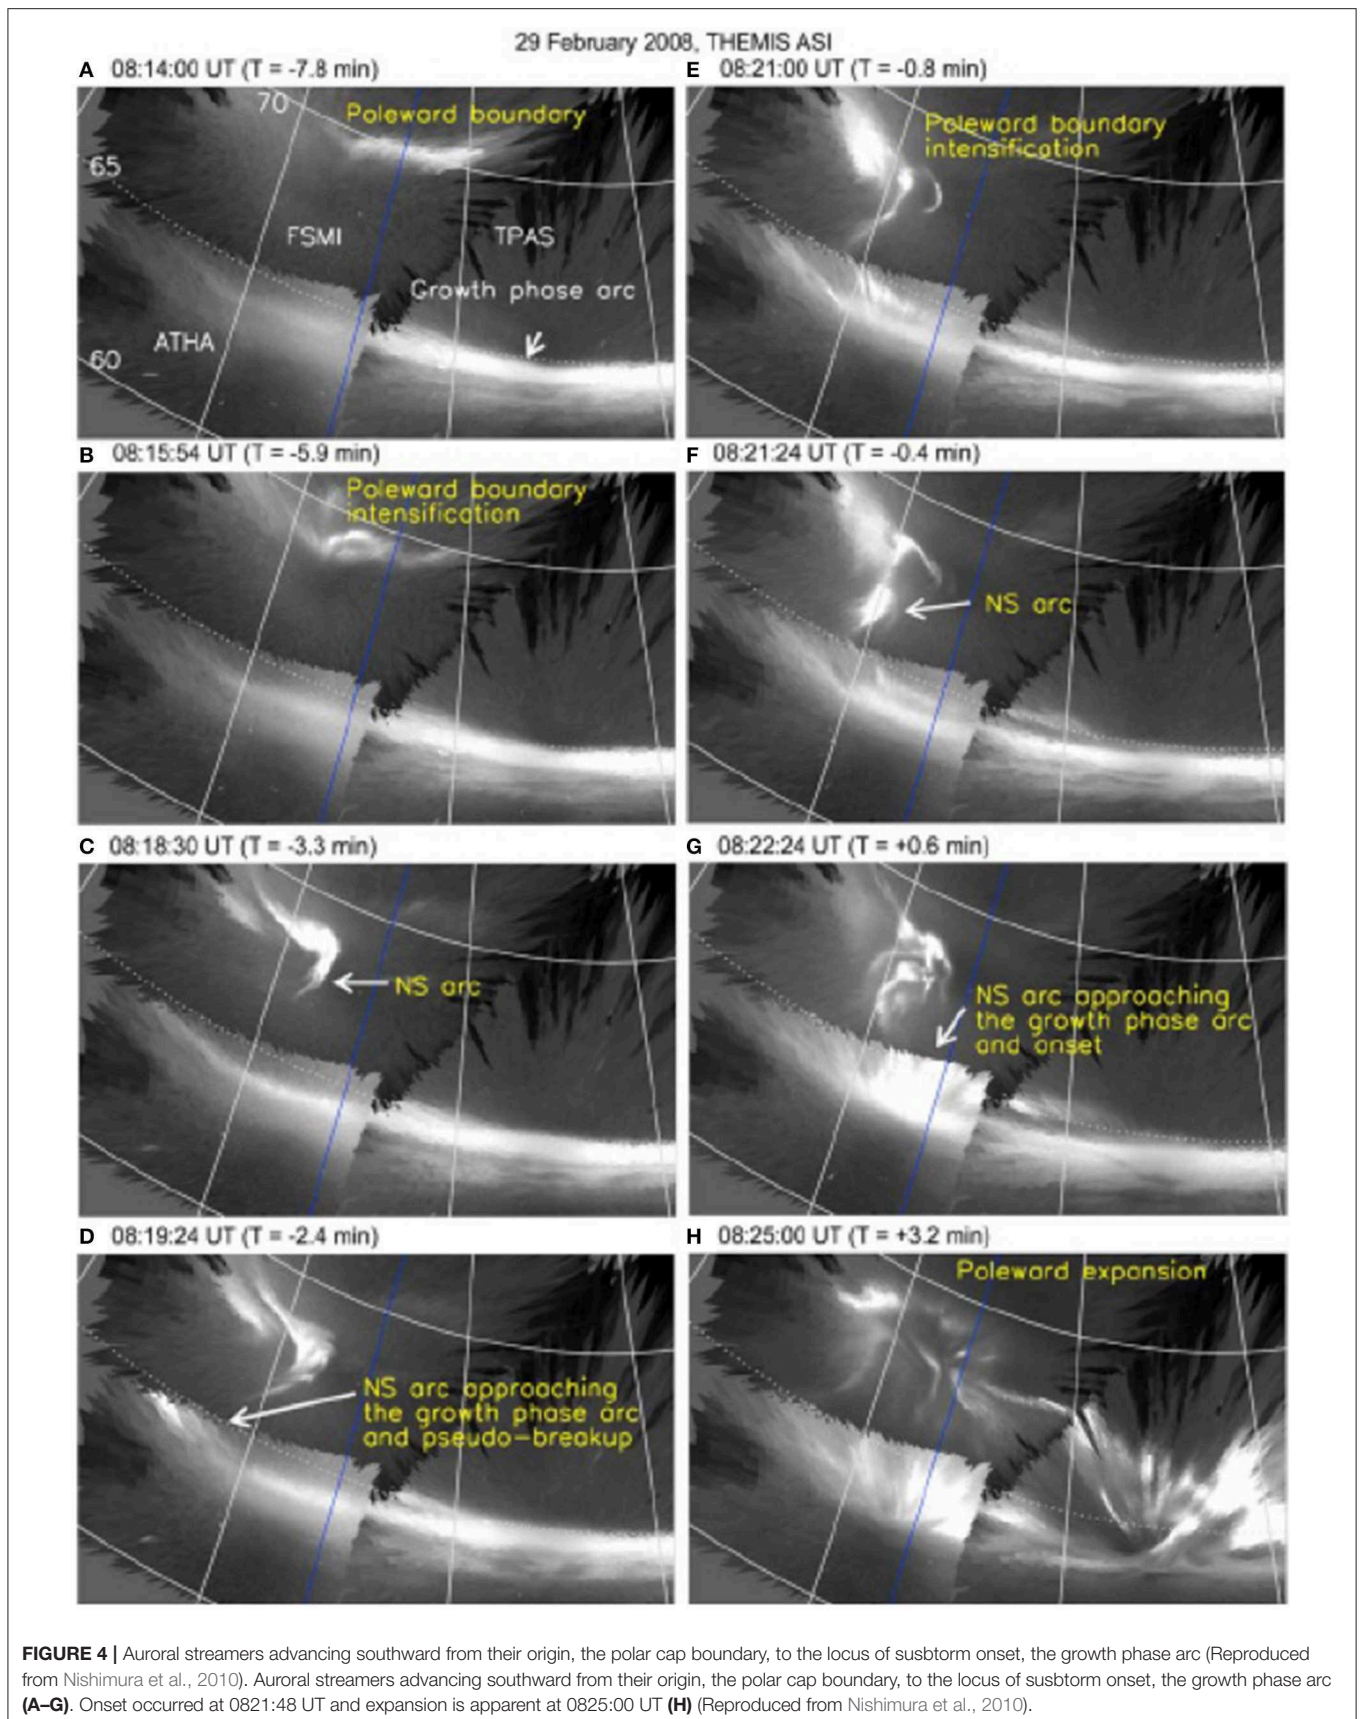 29 February 2008, THEMIS ASI
A 08:14:00 UT (T = -7.8 min)
70
Poleward boundary
65
FSMI
TPAS
Growth phase arc
ATHA
60
B 08:15:54 UT (T = -5.9 min)
Poleward boundary
intensification
C 08:18:30 UT (T = -3.3 min)
NS arc
D 08:19:24 UT (T = -2.4 min)
NS arc approaching
the growth phase arc
and pseudo-breakup
E 08:21:00 UT (T = -0.8 min)
Poleward boundary
intensification
F 08:21:24 UT (T = -0.4 min)
NS arc
G 08:22:24 UT (T = +0.6 min)
NS arc approaching
the growth phase arc
and onset
H 08:25:00 UT (T = +3.2 min)
Poleward expansion
FIGURE 4 | Auroral streamers advancing southward from their origin, the polar cap boundary, to the locus of susbtorm onset, the growth phase arc (Reproduced
from Nishimura et al., 2010). Auroral streamers advancing southward from their origin, the polar cap boundary, to the locus of susbtorm onset, the growth phase arc
(A–G). Onset occurred at 0821:48 UT and expansion is apparent at 0825:00 UT (H) (Reproduced from Nishimura et al., 2010).